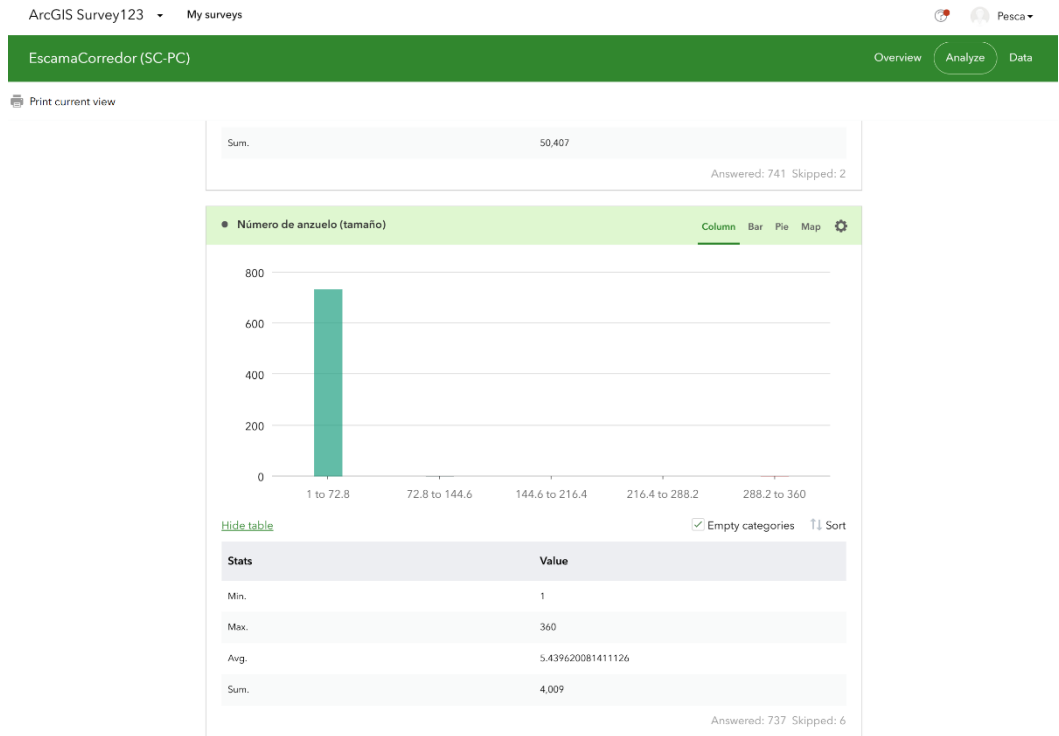 ArcGIS Survey123 My surveys Pesca
EscamaCorredor (SC-PC) Overview Analyze Data
Print current view
Sum. 50,407
Answered: 741 Skipped: 2
Número de anzuelo (tamaño) Column Bar Pie Map
800
600
400
200
0
1 to 72.8 72.8 to 144.6 144.6 to 216.4 216.4 to 288.2 288.2 to 360
Hide table Empty categories Sort
Stats Value
Min. 1
Max. 360
Avg. 5.439620081411126
Sum. 4,009
Answered: 737 Skipped: 6